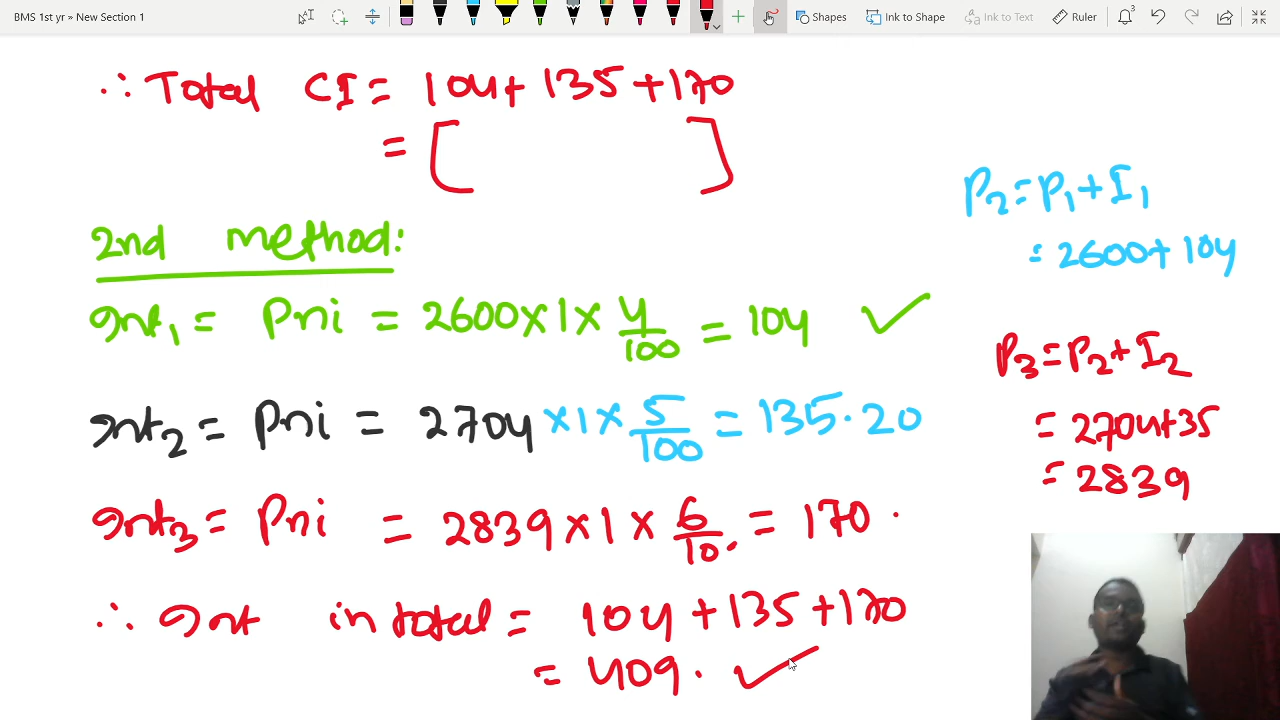 BMS 1st yr » New Section 1
Shapes Ink to Shape Ink to Text Ruler 3
∴ Total CI = 104 + 135 + 170
= [ ]
2nd method:
Int₁ = Pni = 2600 × 1 × 4/100 = 104 ✓
Int₂ = Pni = 2704 × 1 × 5/100 = 135.20
Int₃ = Pni = 2839 × 1 × 6/10. = 170 .
∴ Int in total = 104 + 135 + 170
= 409. ✓
P₂ = P₁ + I₁
= 2600 + 104
P₃ = P₂ + I₂
= 2704 + 35
= 2839